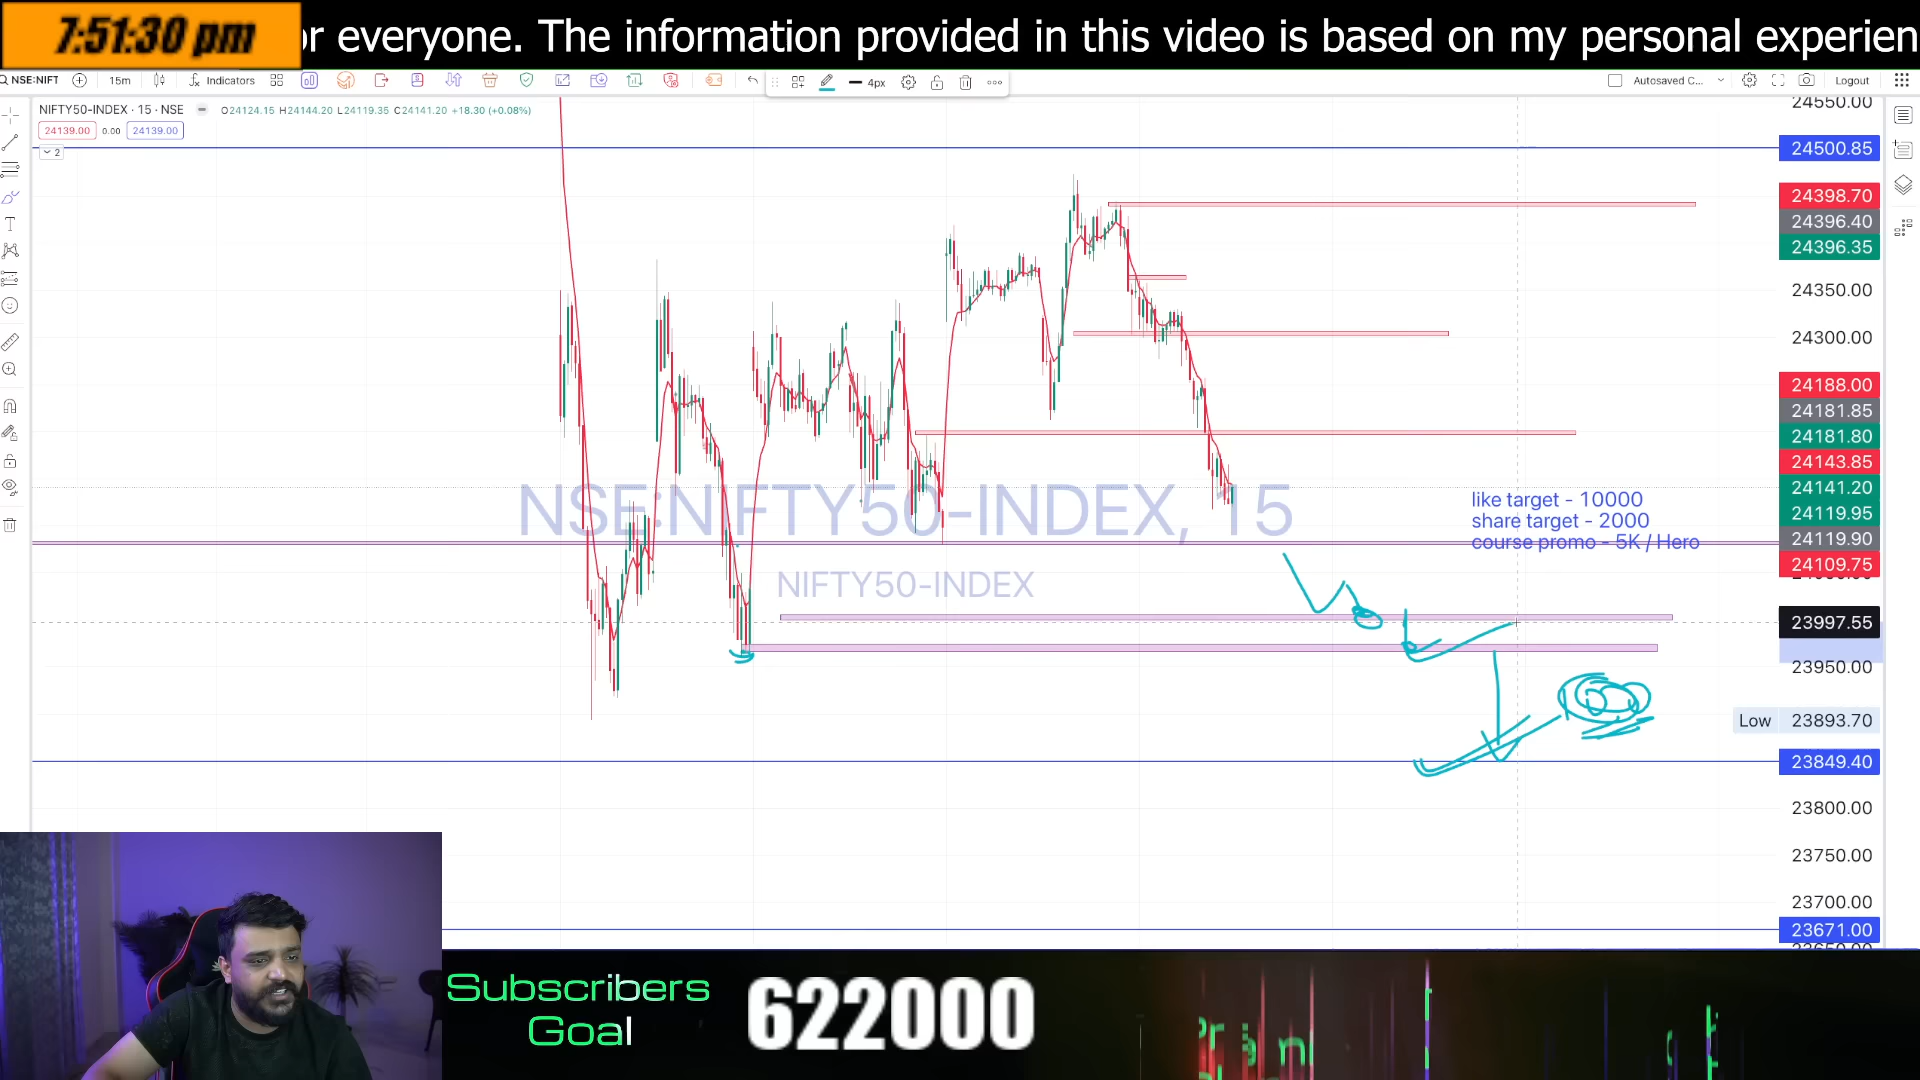 7:51:30 pm
or everyone. The information provided in this video is based on my personal experien
NSE:NIFT
15m
Indicators
4px
Autosaved C...
Logout
NIFTY50-INDEX · 15 · NSE
O24124.15 H24144.20 L24119.35 C24141.20 +18.30 (+0.08%)
24139.00 0.00 24139.00
2
24550.00
24500.85
24398.70
24396.40
24396.35
24350.00
24300.00
24188.00
24181.85
24181.80
24143.85
24141.20
24119.95
24119.90
24109.75
23997.55
23950.00
Low 23893.70
23849.40
23800.00
23750.00
23700.00
23671.00
NSE:NIFTY50-INDEX, 15
NIFTY50-INDEX
like target - 10000
share target - 2000
course promo - 5K / Hero
Subscribers
Goal
622000